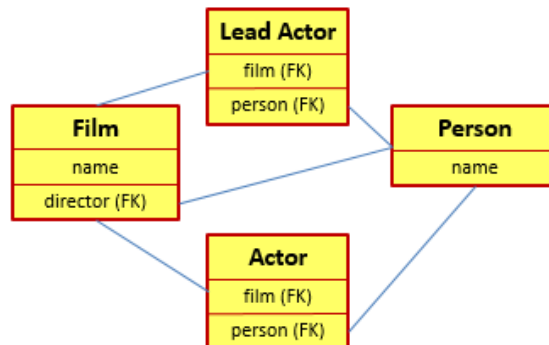 Lead Actor
film (FK)
person (FK)
Film
name
director (FK)
Person
name
Actor
film (FK)
person (FK)